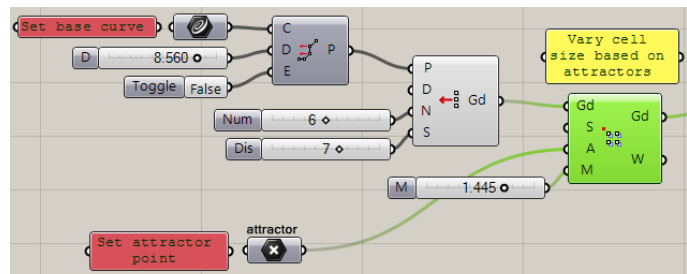 Set base curve
C
D
E
P
D
8.560
Toggle
False
P
D
N
S
Gd
Num
6
Dis
7
Vary cell
size based on
attractors
Gd
S
A
M
Gd
W
M
1.445
attractor
Set attractor
point